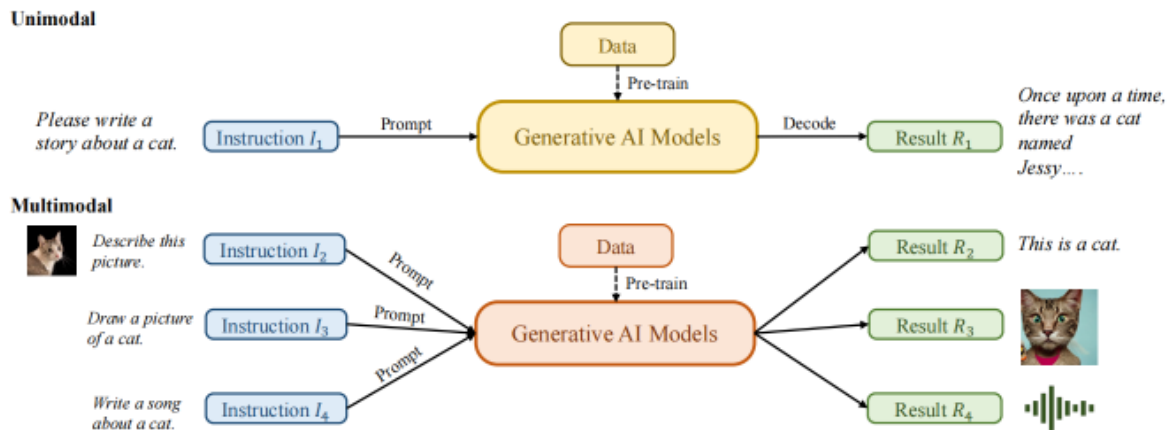 Unimodal
Data
Pre-train
Please write a
story about a cat.
Instruction I₁
Prompt
Generative AI Models
Decode
Result R₁
Once upon a time,
there was a cat
named
Jessy....
Multimodal
Describe this
picture.
Instruction I₂
Prompt
Data
Pre-train
Result R₂
This is a cat.
Draw a picture
of a cat.
Instruction I₃
Prompt
Generative AI Models
Result R₃
Write a song
about a cat.
Instruction I₄
Prompt
Result R₄